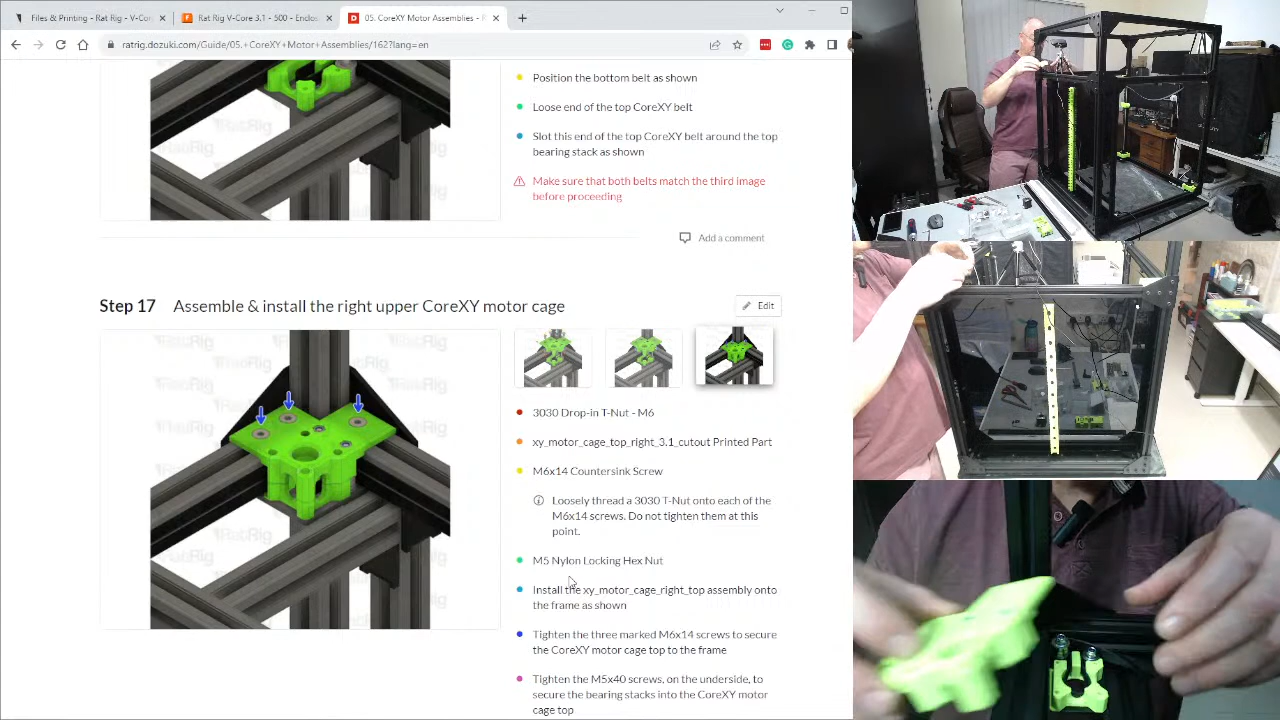 Files & Printing - Rat Rig V-Cor
Rat Rig V-Core 3.1 - 500 - Enclos
05. CoreXY Motor Assemblies - R
ratrig.dozuki.com/Guide/05.+CoreXY+Motor+Assemblies/162?lang=en
Position the bottom belt as shown
Loose end of the top CoreXY belt
Slot this end of the top CoreXY belt around the top
bearing stack as shown
Make sure that both belts match the third image
before proceeding
Add a comment
Step 17 Assemble & install the right upper CoreXY motor cage
Edit
3030 Drop-in T-Nut - M6
xy_motor_cage_top_right_3.1_cutout Printed Part
M6x14 Countersink Screw
Loosely thread a 3030 T-Nut onto each of the
M6x14 screws. Do not tighten them at this
point.
M5 Nylon Locking Hex Nut
Install the xy_motor_cage_right_top assembly onto
the frame as shown
Tighten the three marked M6x14 screws to secure
the CoreXY motor cage top to the frame
Tighten the M5x40 screws, on the underside, to
secure the bearing stacks into the CoreXY motor
cage top